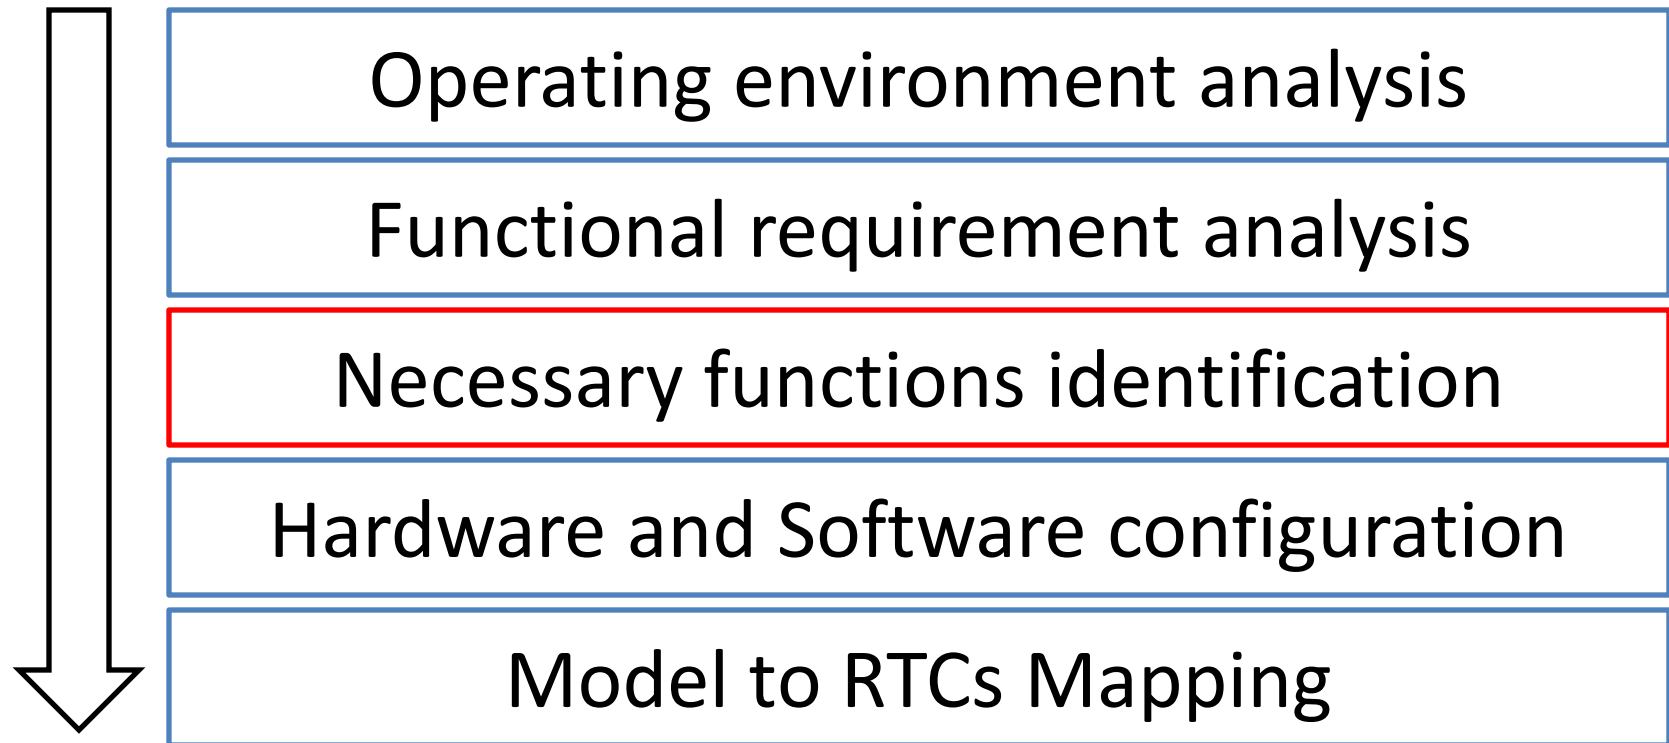 Operating environment analysis
Functional requirement analysis
Necessary functions identification
Hardware and Software configuration
Model to RTCs Mapping